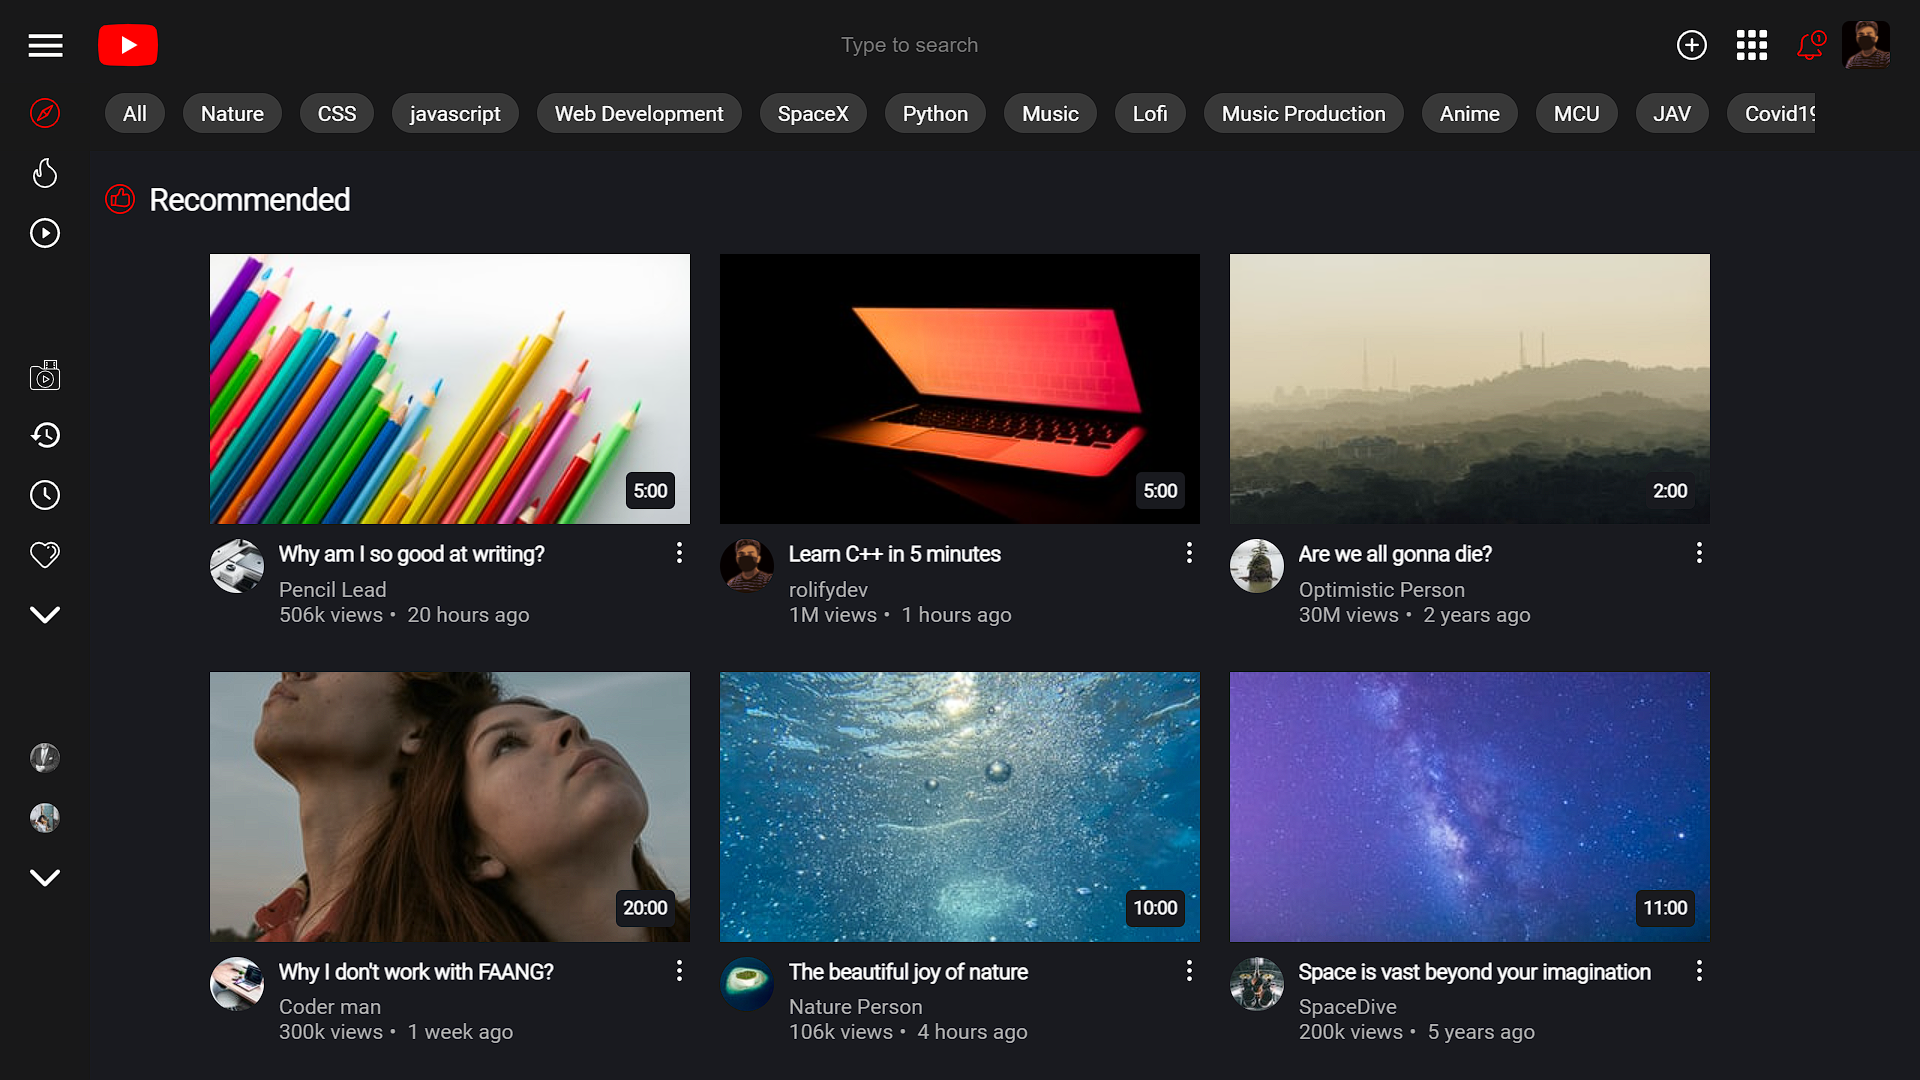 Type to search
1
All
Nature
CSS
javascript
Web Development
SpaceX
Python
Music
Lofi
Music Production
Anime
MCU
JAV
Covid19
Recommended
5:00
5:00
2:00
Why am I so good at writing?
Pencil Lead
506k views • 20 hours ago
Learn C++ in 5 minutes
rolifydev
1M views • 1 hours ago
Are we all gonna die?
Optimistic Person
30M views • 2 years ago
20:00
10:00
11:00
Why I don't work with FAANG?
Coder man
300k views • 1 week ago
The beautiful joy of nature
Nature Person
106k views • 4 hours ago
Space is vast beyond your imagination
SpaceDive
200k views • 5 years ago